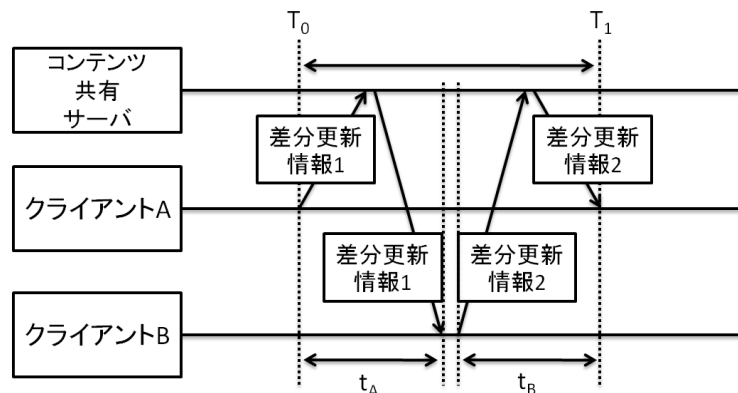 T0
T1
コンテンツ
共有
サーバ
差分更新
情報1
差分更新
情報2
クライアントA
差分更新
情報1
差分更新
情報2
クライアントB
tA
tB